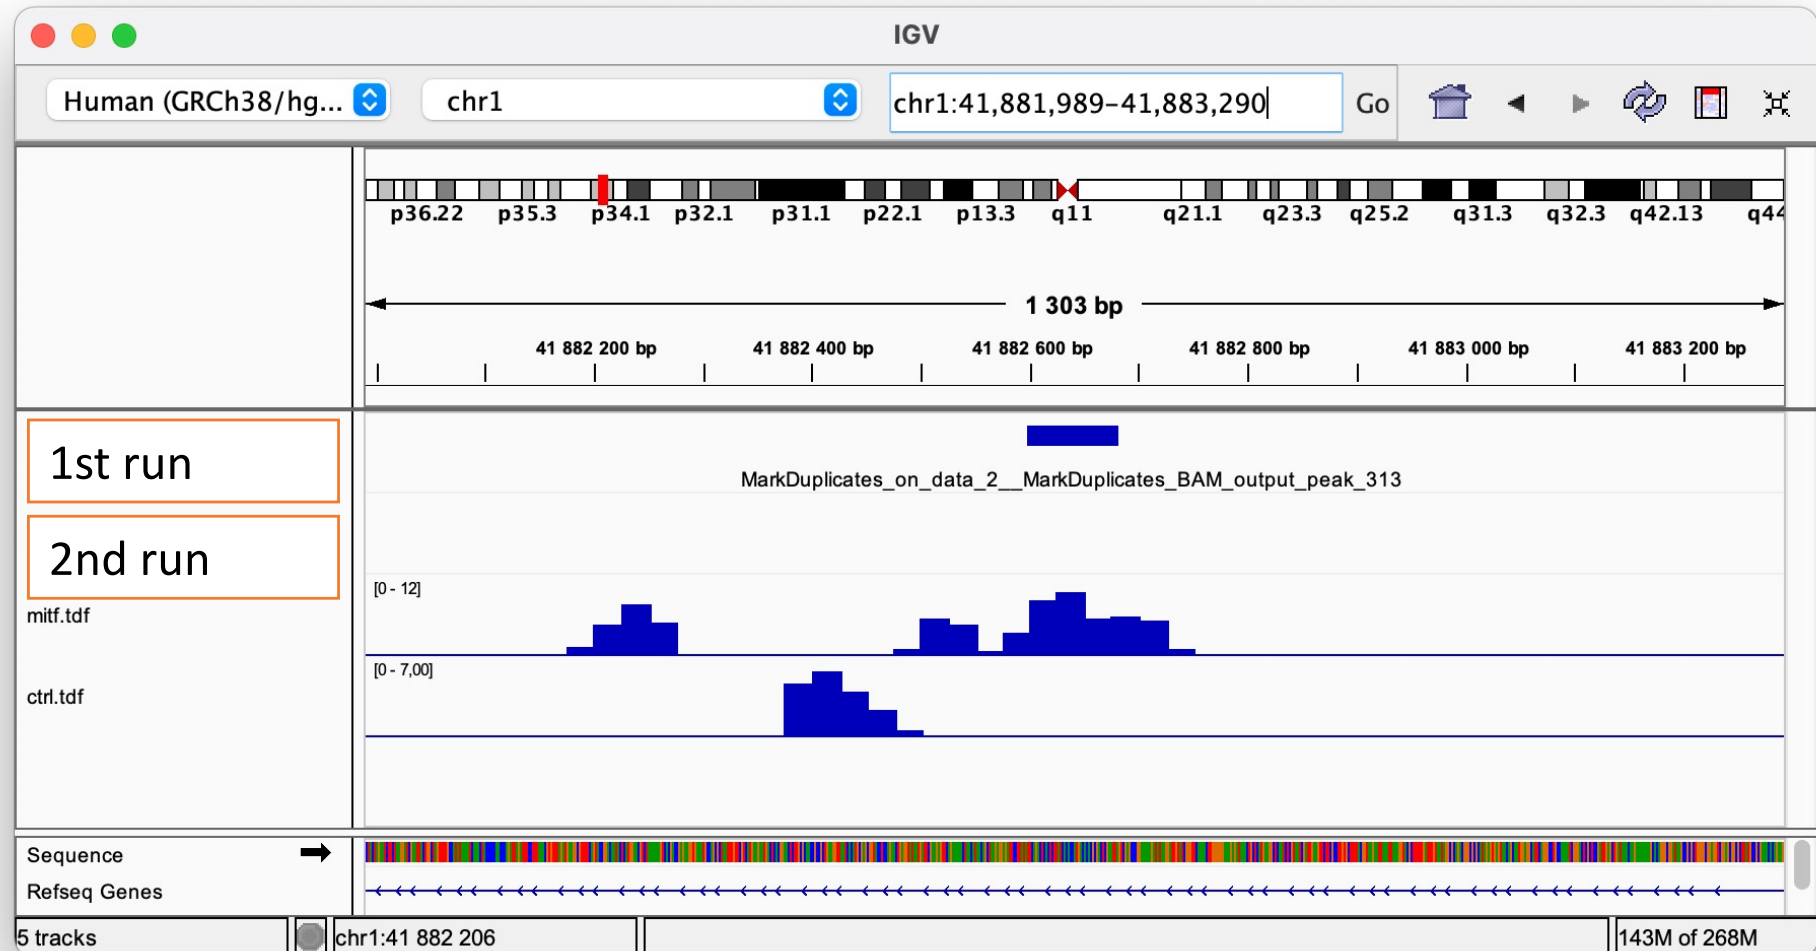 IGV
Human (GRCh38/hg... chr1 chr1:41,881,989–41,883,290 Go
p36.22 p35.3 p34.1 p32.1 p31.1 p22.1 p13.3 q11 q21.1 q23.3 q25.2 q31.3 q32.3 q42.13 q44
1 303 bp
41 882 200 bp 41 882 400 bp 41 882 600 bp 41 882 800 bp 41 883 000 bp 41 883 200 bp
1st run
MarkDuplicates_on_data_2__MarkDuplicates_BAM_output_peak_313
2nd run
[0 - 12]
mitf.tdf
[0 - 7,00]
ctrl.tdf
Sequence
Refseq Genes
5 tracks chr1:41 882 206 143M of 268M